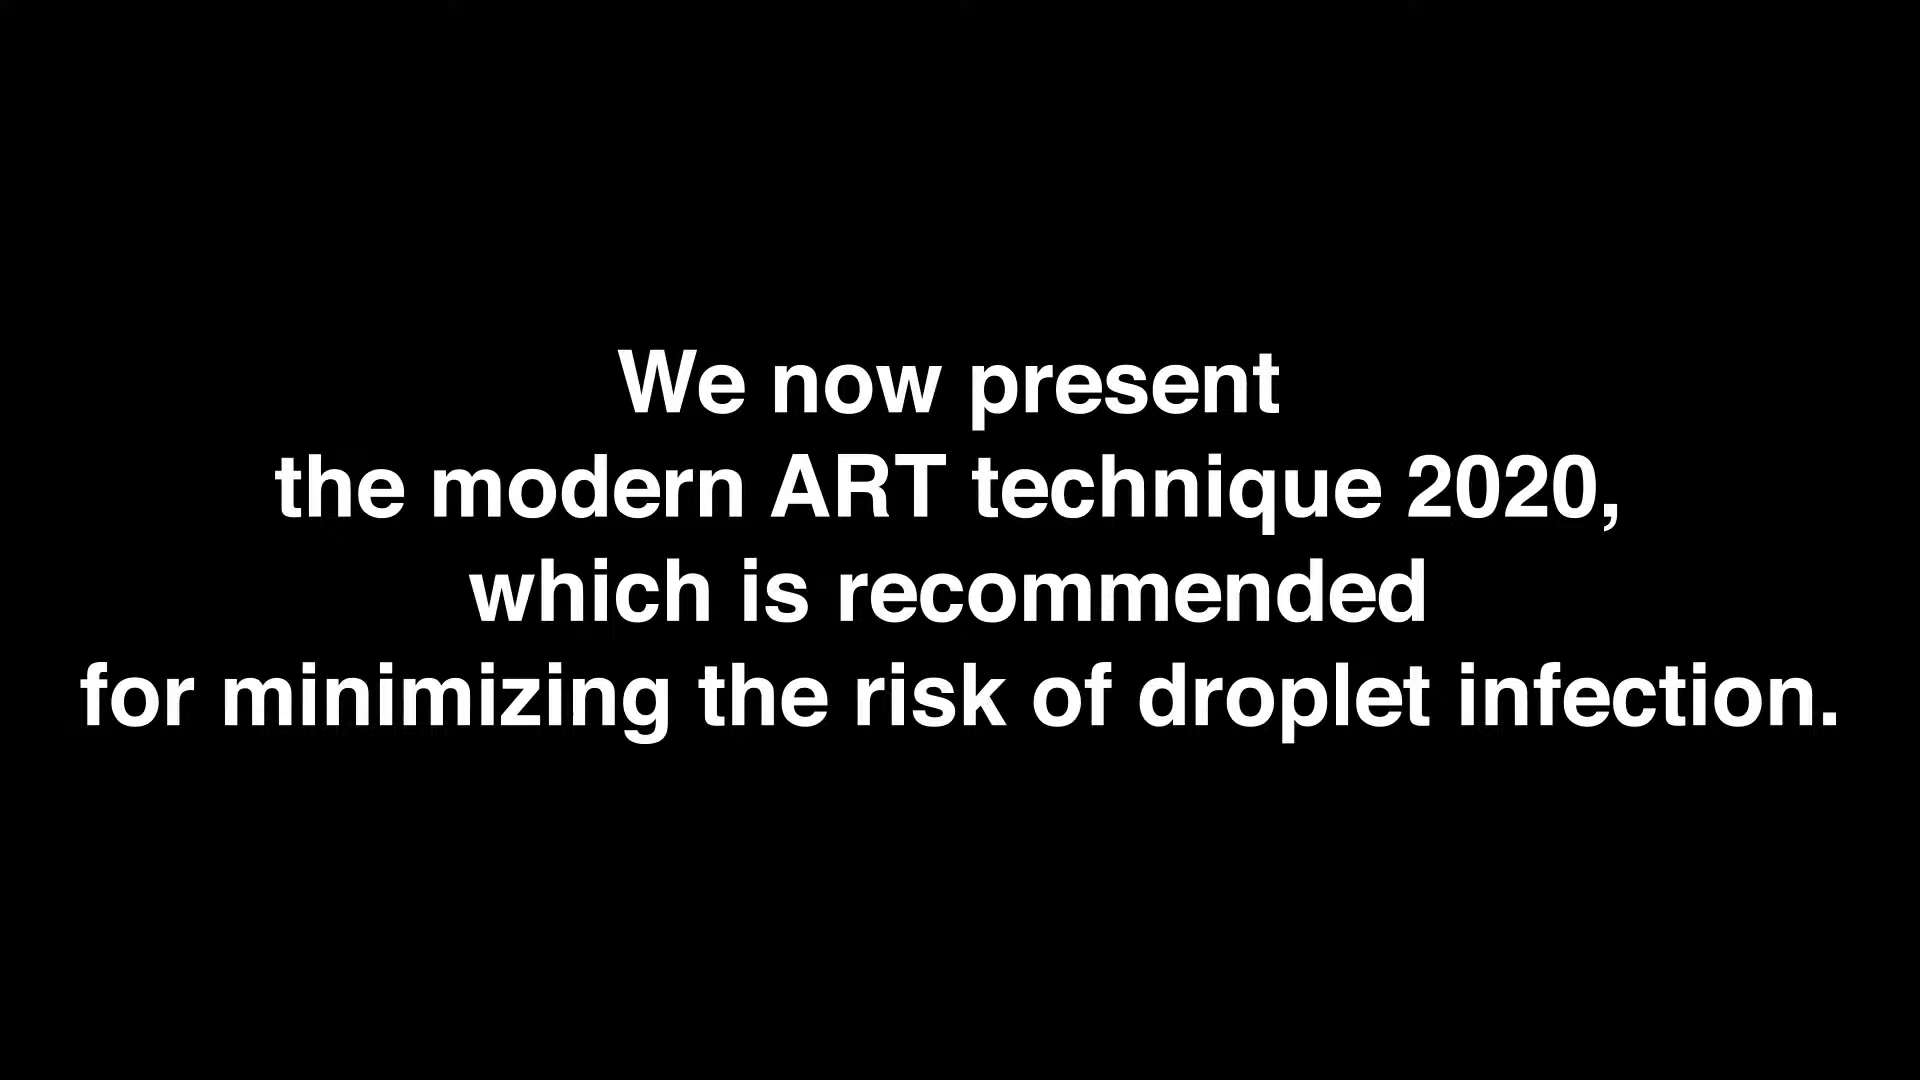 We now present
the modern ART technique 2020,
which is recommended
for minimizing the risk of droplet infection.